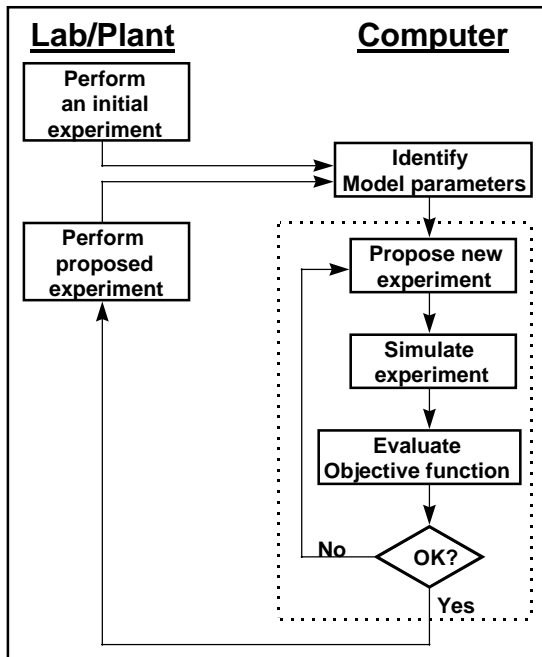 Lab/Plant
Computer
Perform
an initial
experiment
Identify
Model parameters
Perform
proposed
experiment
Propose new
experiment
Simulate
experiment
Evaluate
Objective function
No
OK?
Yes